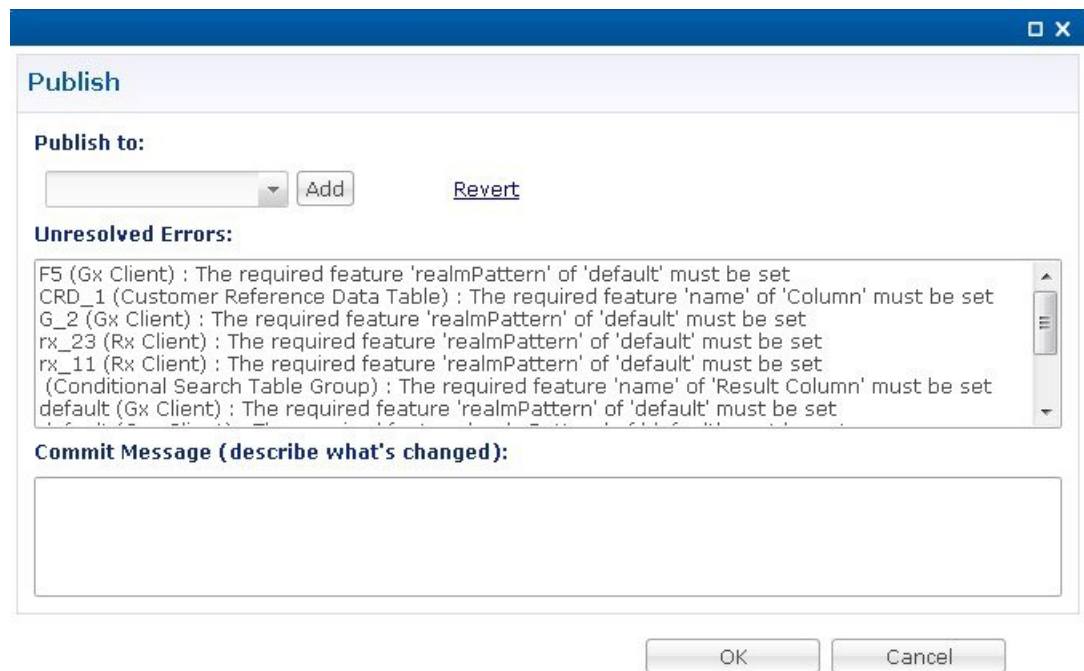 Publish
Publish to:
Add Revert
Unresolved Errors:
F5 (Gx Client) : The required feature 'realmPattern' of 'default' must be set
CRD_1 (Customer Reference Data Table) : The required feature 'name' of 'Column' must be set
G_2 (Gx Client) : The required feature 'realmPattern' of 'default' must be set
rx_23 (Rx Client) : The required feature 'realmPattern' of 'default' must be set
rx_11 (Rx Client) : The required feature 'realmPattern' of 'default' must be set
(Conditional Search Table Group) : The required feature 'name' of 'Result Column' must be set
default (Gx Client) : The required feature 'realmPattern' of 'default' must be set
Commit Message (describe what's changed):
OK Cancel